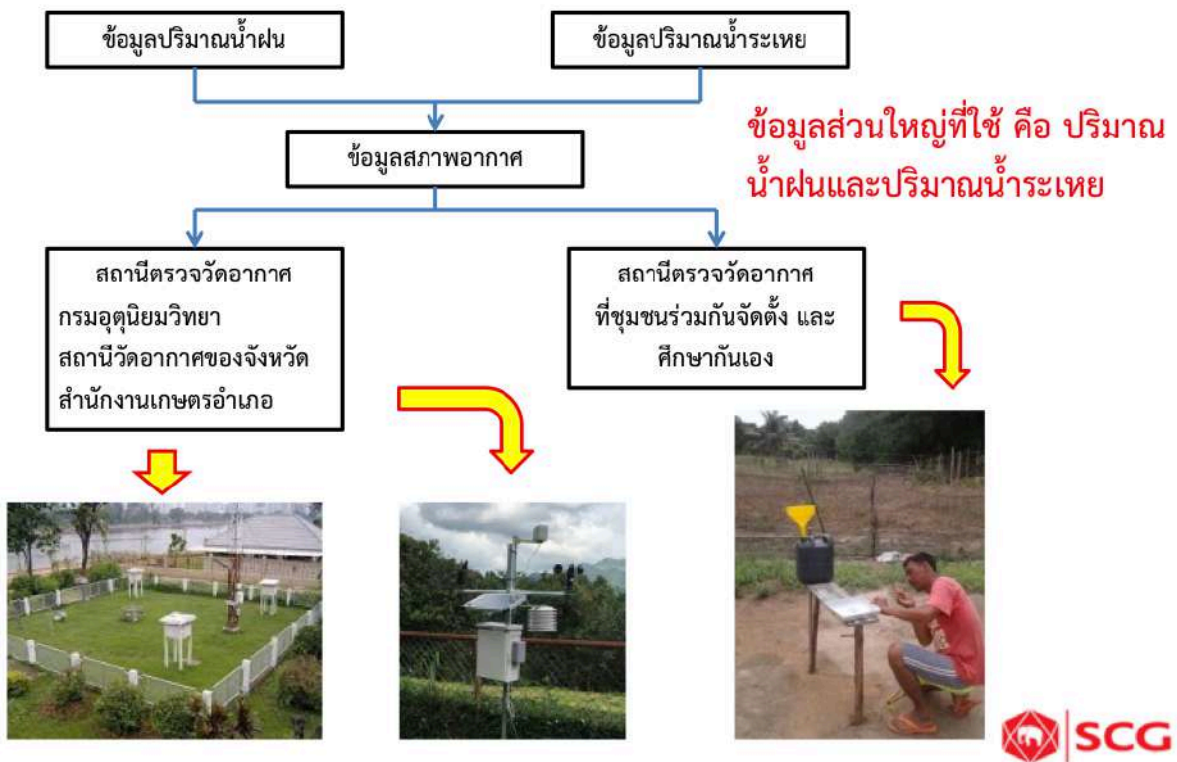 ข้อมูลปริมาณน้ำฝน
ข้อมูลปริมาณน้ำระเหย
ข้อมูลสภาพอากาศ
ข้อมูลส่วนใหญ่ที่ใช้ คือ ปริมาณ
น้ำฝนและปริมาณน้ำระเหย
สถานีตรวจวัดอากาศ
กรมอุตุนิยมวิทยา
สถานีวัดอากาศของจังหวัด
สำนักงานเกษตรอำเภอ
สถานีตรวจวัดอากาศ
ที่ชุมชนร่วมกันจัดตั้ง และ
ศึกษากันเอง
SCG